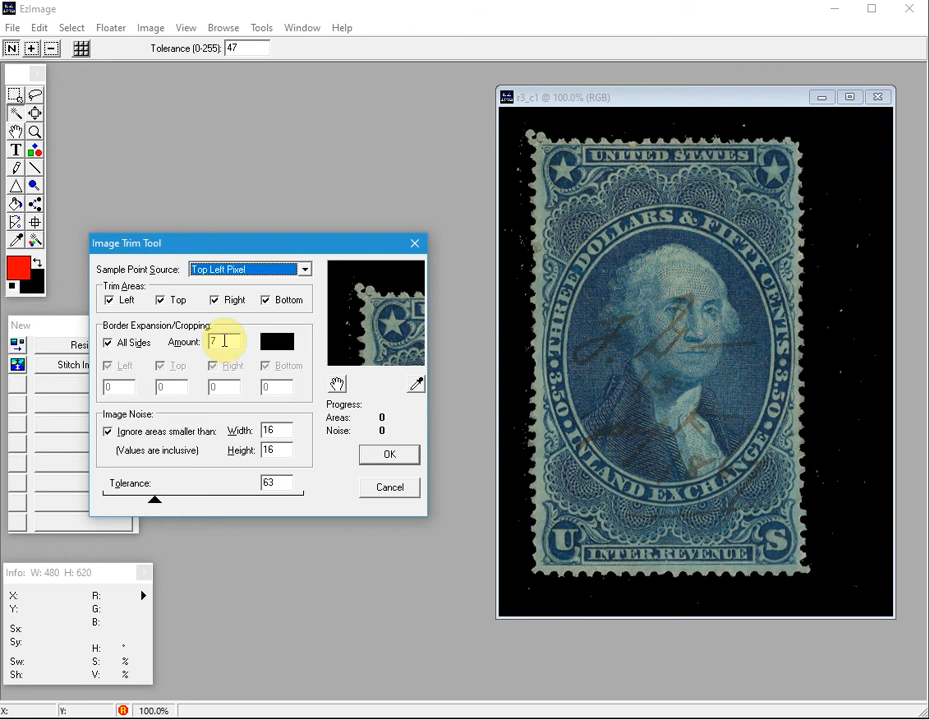 EzImage
File Edit Select Floater Image View Browse Tools Window Help
N + − Tolerance (0-255): 47
r3_c1 @ 100.0% (RGB)
T
UNITED STATES
THREE DOLLARS & FIFTY CENTS
3.50 INLAND EXCHANGE. 3.50
U INTER. REVENUE S
Image Trim Tool
Sample Point Source: Top Left Pixel
Trim Areas:
Left Top Right Bottom
Border Expansion/Cropping:
All Sides Amount: 7
Left Top Right Bottom
0 0 0 0
Image Noise:
Ignore areas smaller than: Width: 16
(Values are inclusive) Height: 16
Tolerance: 63
Progress:
Areas: 0
Noise: 0
OK
Cancel
New
Resi
Stitch In
Info: W: 480 H: 620
X: R:
Y: G:
B:
Sx:
Sy: H: °
Sw: S: %
Sh: V: %
X: Y: R 100.0%